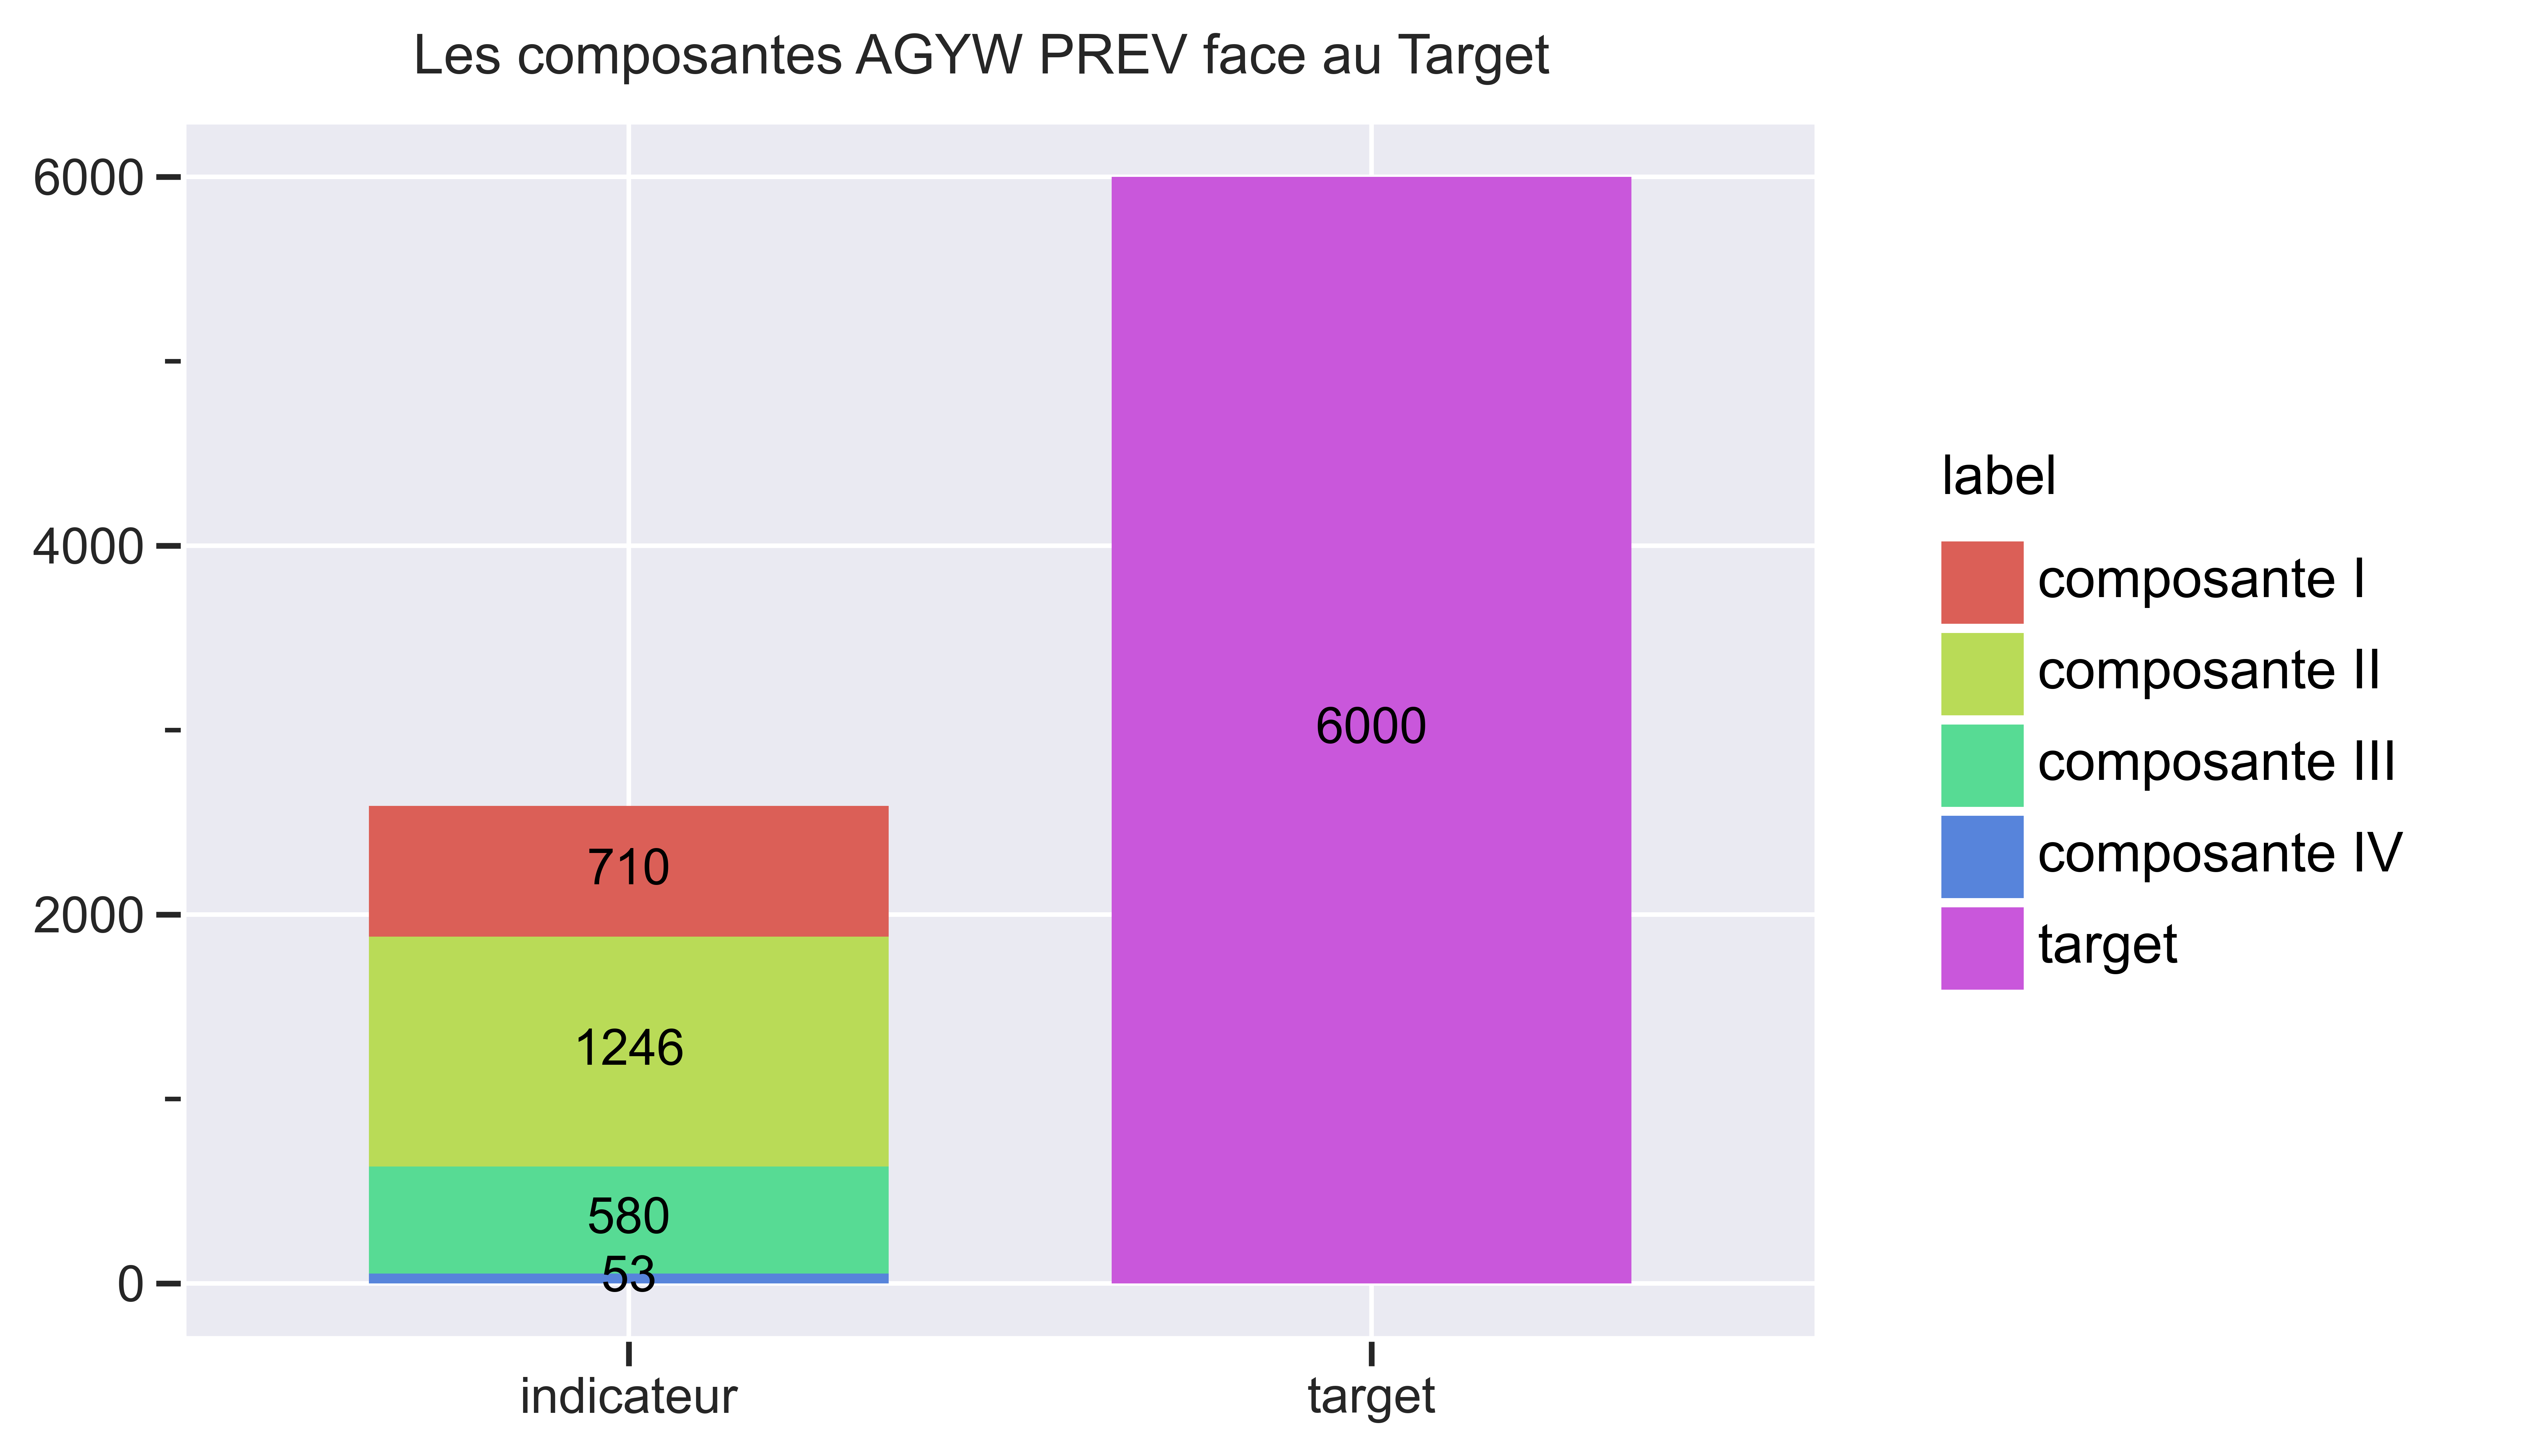 Les composantes AGYW PREV face au Target
6000
4000
2000
0
710
1246
580
53
6000
indicateur
target
label
composante I
composante II
composante III
composante IV
target